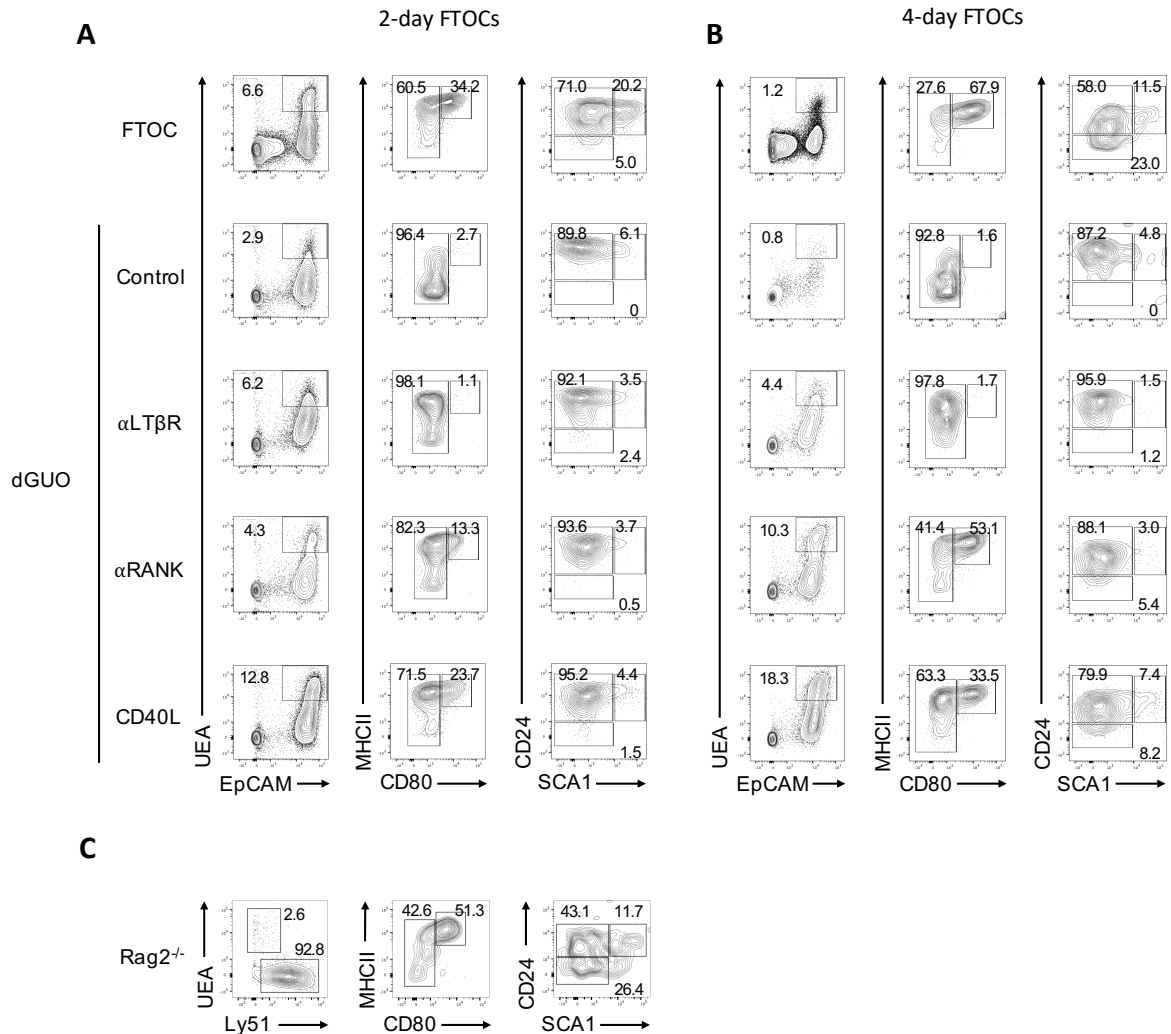 2-day FTOCs
4-day FTOCs
A
B
FTOC
6.6
60.5 34.2
71.0 20.2
5.0
1.2
27.6 67.9
58.0 11.5
23.0
dGUO
Control
2.9
96.4 2.7
89.8 6.1
0
0.8
92.8 1.6
87.2 4.8
0
αLTβR
6.2
98.1 1.1
92.1 3.5
2.4
4.4
97.8 1.7
95.9 1.5
1.2
αRANK
4.3
82.3 13.3
93.6 3.7
0.5
10.3
41.4 53.1
88.1 3.0
5.4
CD40L
12.8
71.5 23.7
95.2 4.4
1.5
18.3
63.3 33.5
79.9 7.4
8.2
UEA
MHCII
CD24
UEA
MHCII
CD24
EpCAM
CD80
SCA1
EpCAM
CD80
SCA1
C
Rag2-/-
2.6
92.8
42.6 51.3
43.1 11.7
26.4
UEA
MHCII
CD24
Ly51
CD80
SCA1